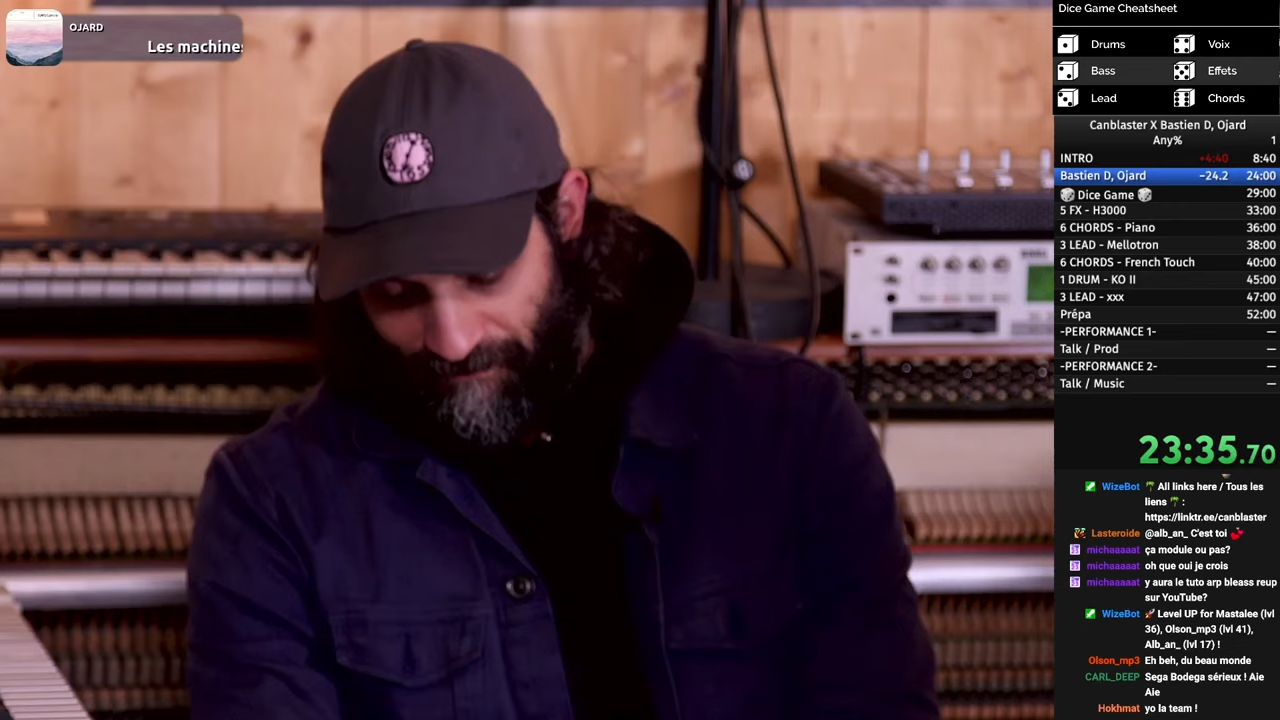 OJARD
Les machines
Dice Game Cheatsheet
Drums
Voix
Bass
Effets
Lead
Chords
Canblaster X Bastien D, Ojard
Any% 1
INTRO +4:40 8:40
Bastien D, Ojard −24.2 24:00
🎲 Dice Game 🎲 29:00
5 FX - H3000 33:00
6 CHORDS - Piano 36:00
3 LEAD - Mellotron 38:00
6 CHORDS - French Touch 40:00
1 DRUM - KO II 45:00
3 LEAD - xxx 47:00
Prépa 52:00
-PERFORMANCE 1- —
Talk / Prod —
-PERFORMANCE 2- —
Talk / Music —
23:35.70
WizeBot 🌴 All links here / Tous les
liens 🌴 :
https://linktr.ee/canblaster
Lasteroide @alb_an_ C'est toi 💕
michaaaaat ça module ou pas?
michaaaaat oh que oui je crois
michaaaaat y aura le tuto arp bleass reup
sur YouTube?
WizeBot 🚀 Level UP for Mastalee (lvl
36), Olson_mp3 (lvl 41),
Alb_an_ (lvl 17) !
Olson_mp3 Eh beh, du beau monde
CARL_DEEP Sega Bodega sérieux ! Aie
Aie
Hokhmat yo la team !